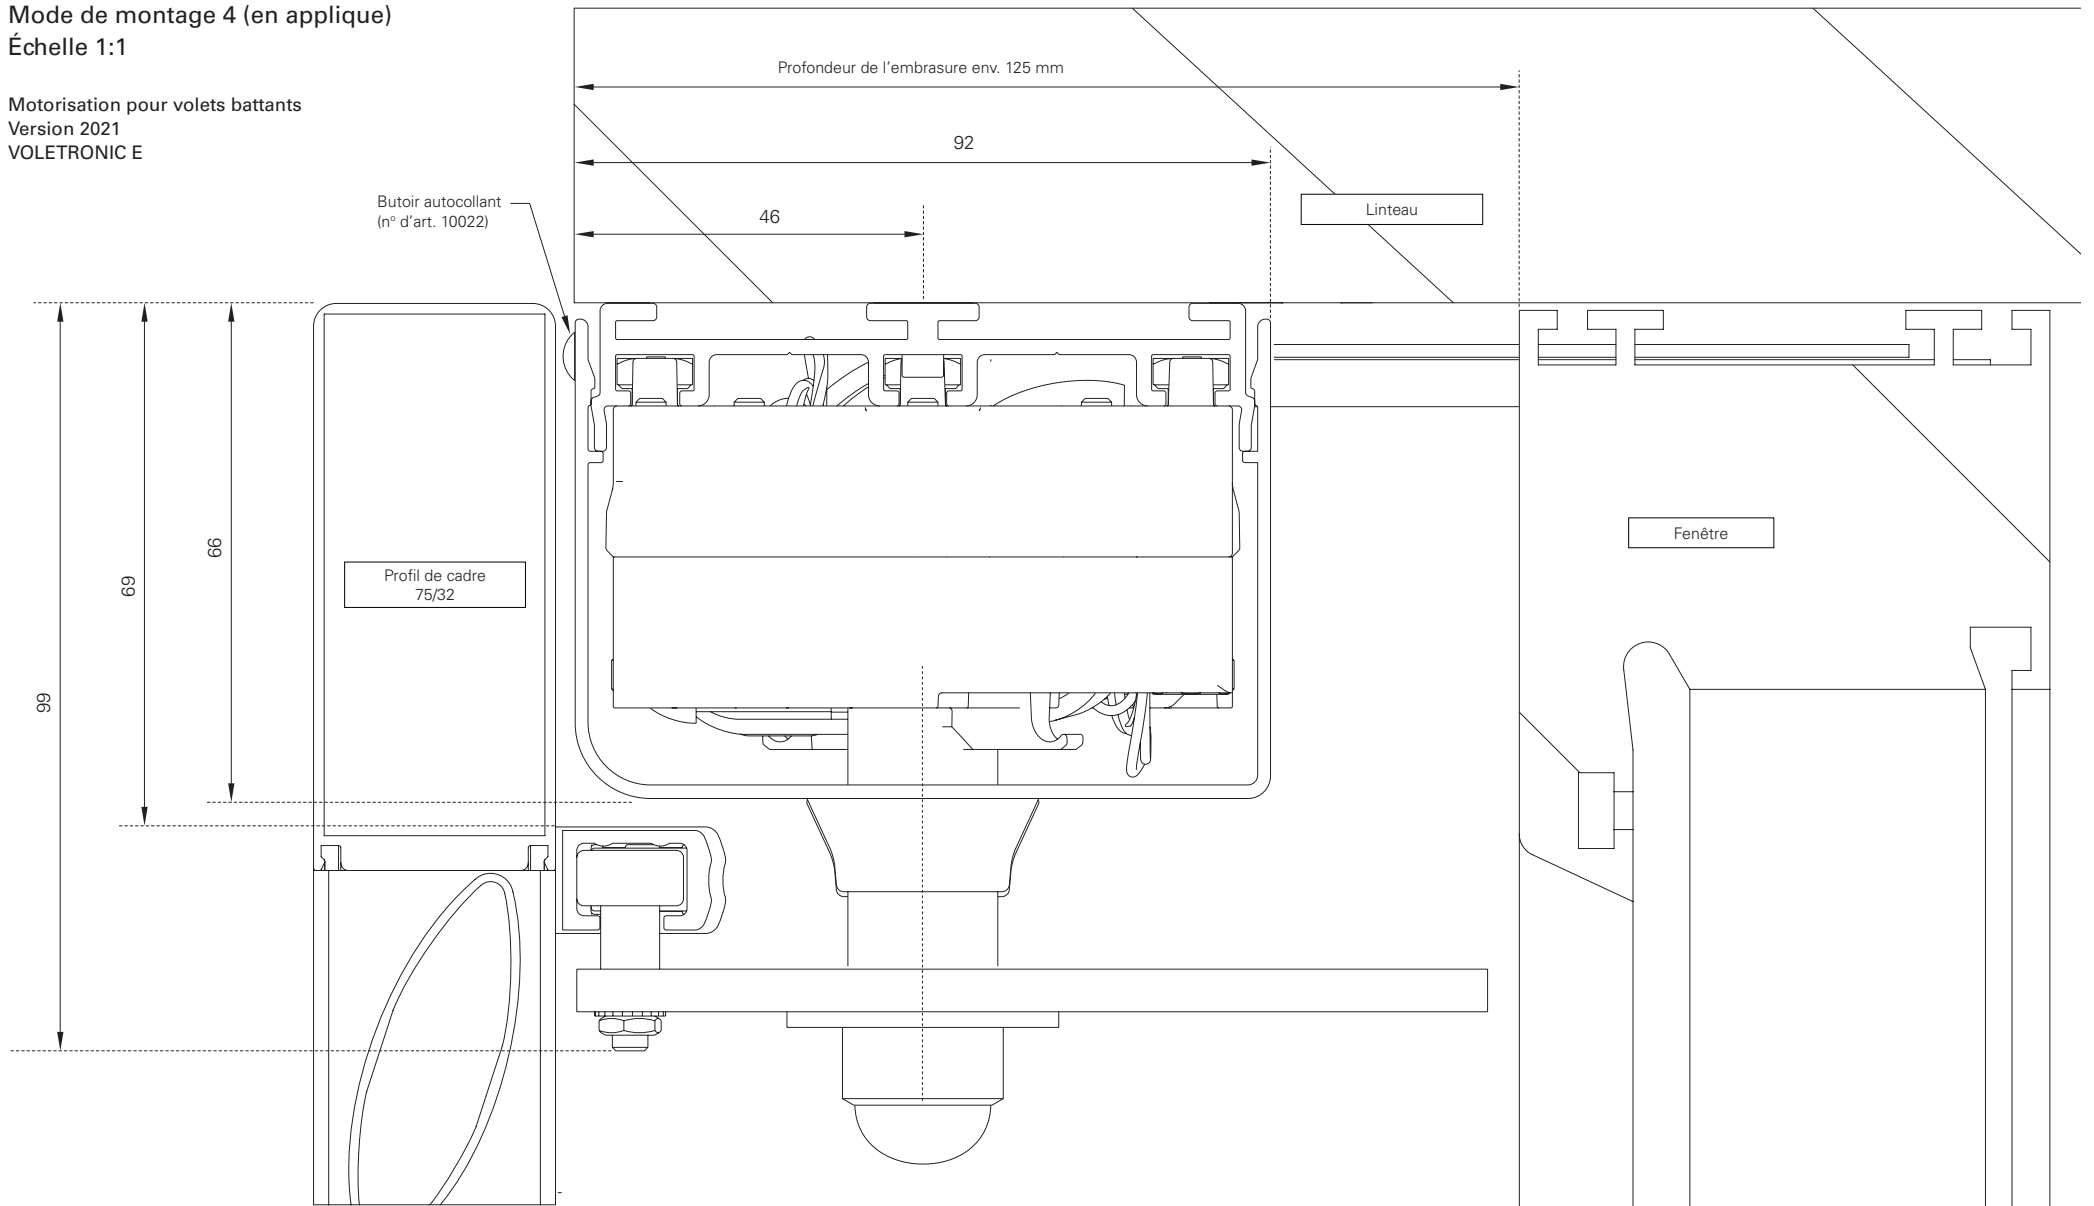 Mode de montage 4 (en applique)
Échelle 1:1
Motorisation pour volets battants
Version 2021
VOLETRONIC E
Profondeur de l'embrasure env. 125 mm
92
46
Butoir autocollant
(nº d'art. 10022)
Linteau
Fenêtre
66
69
99
Profil de cadre
75/32